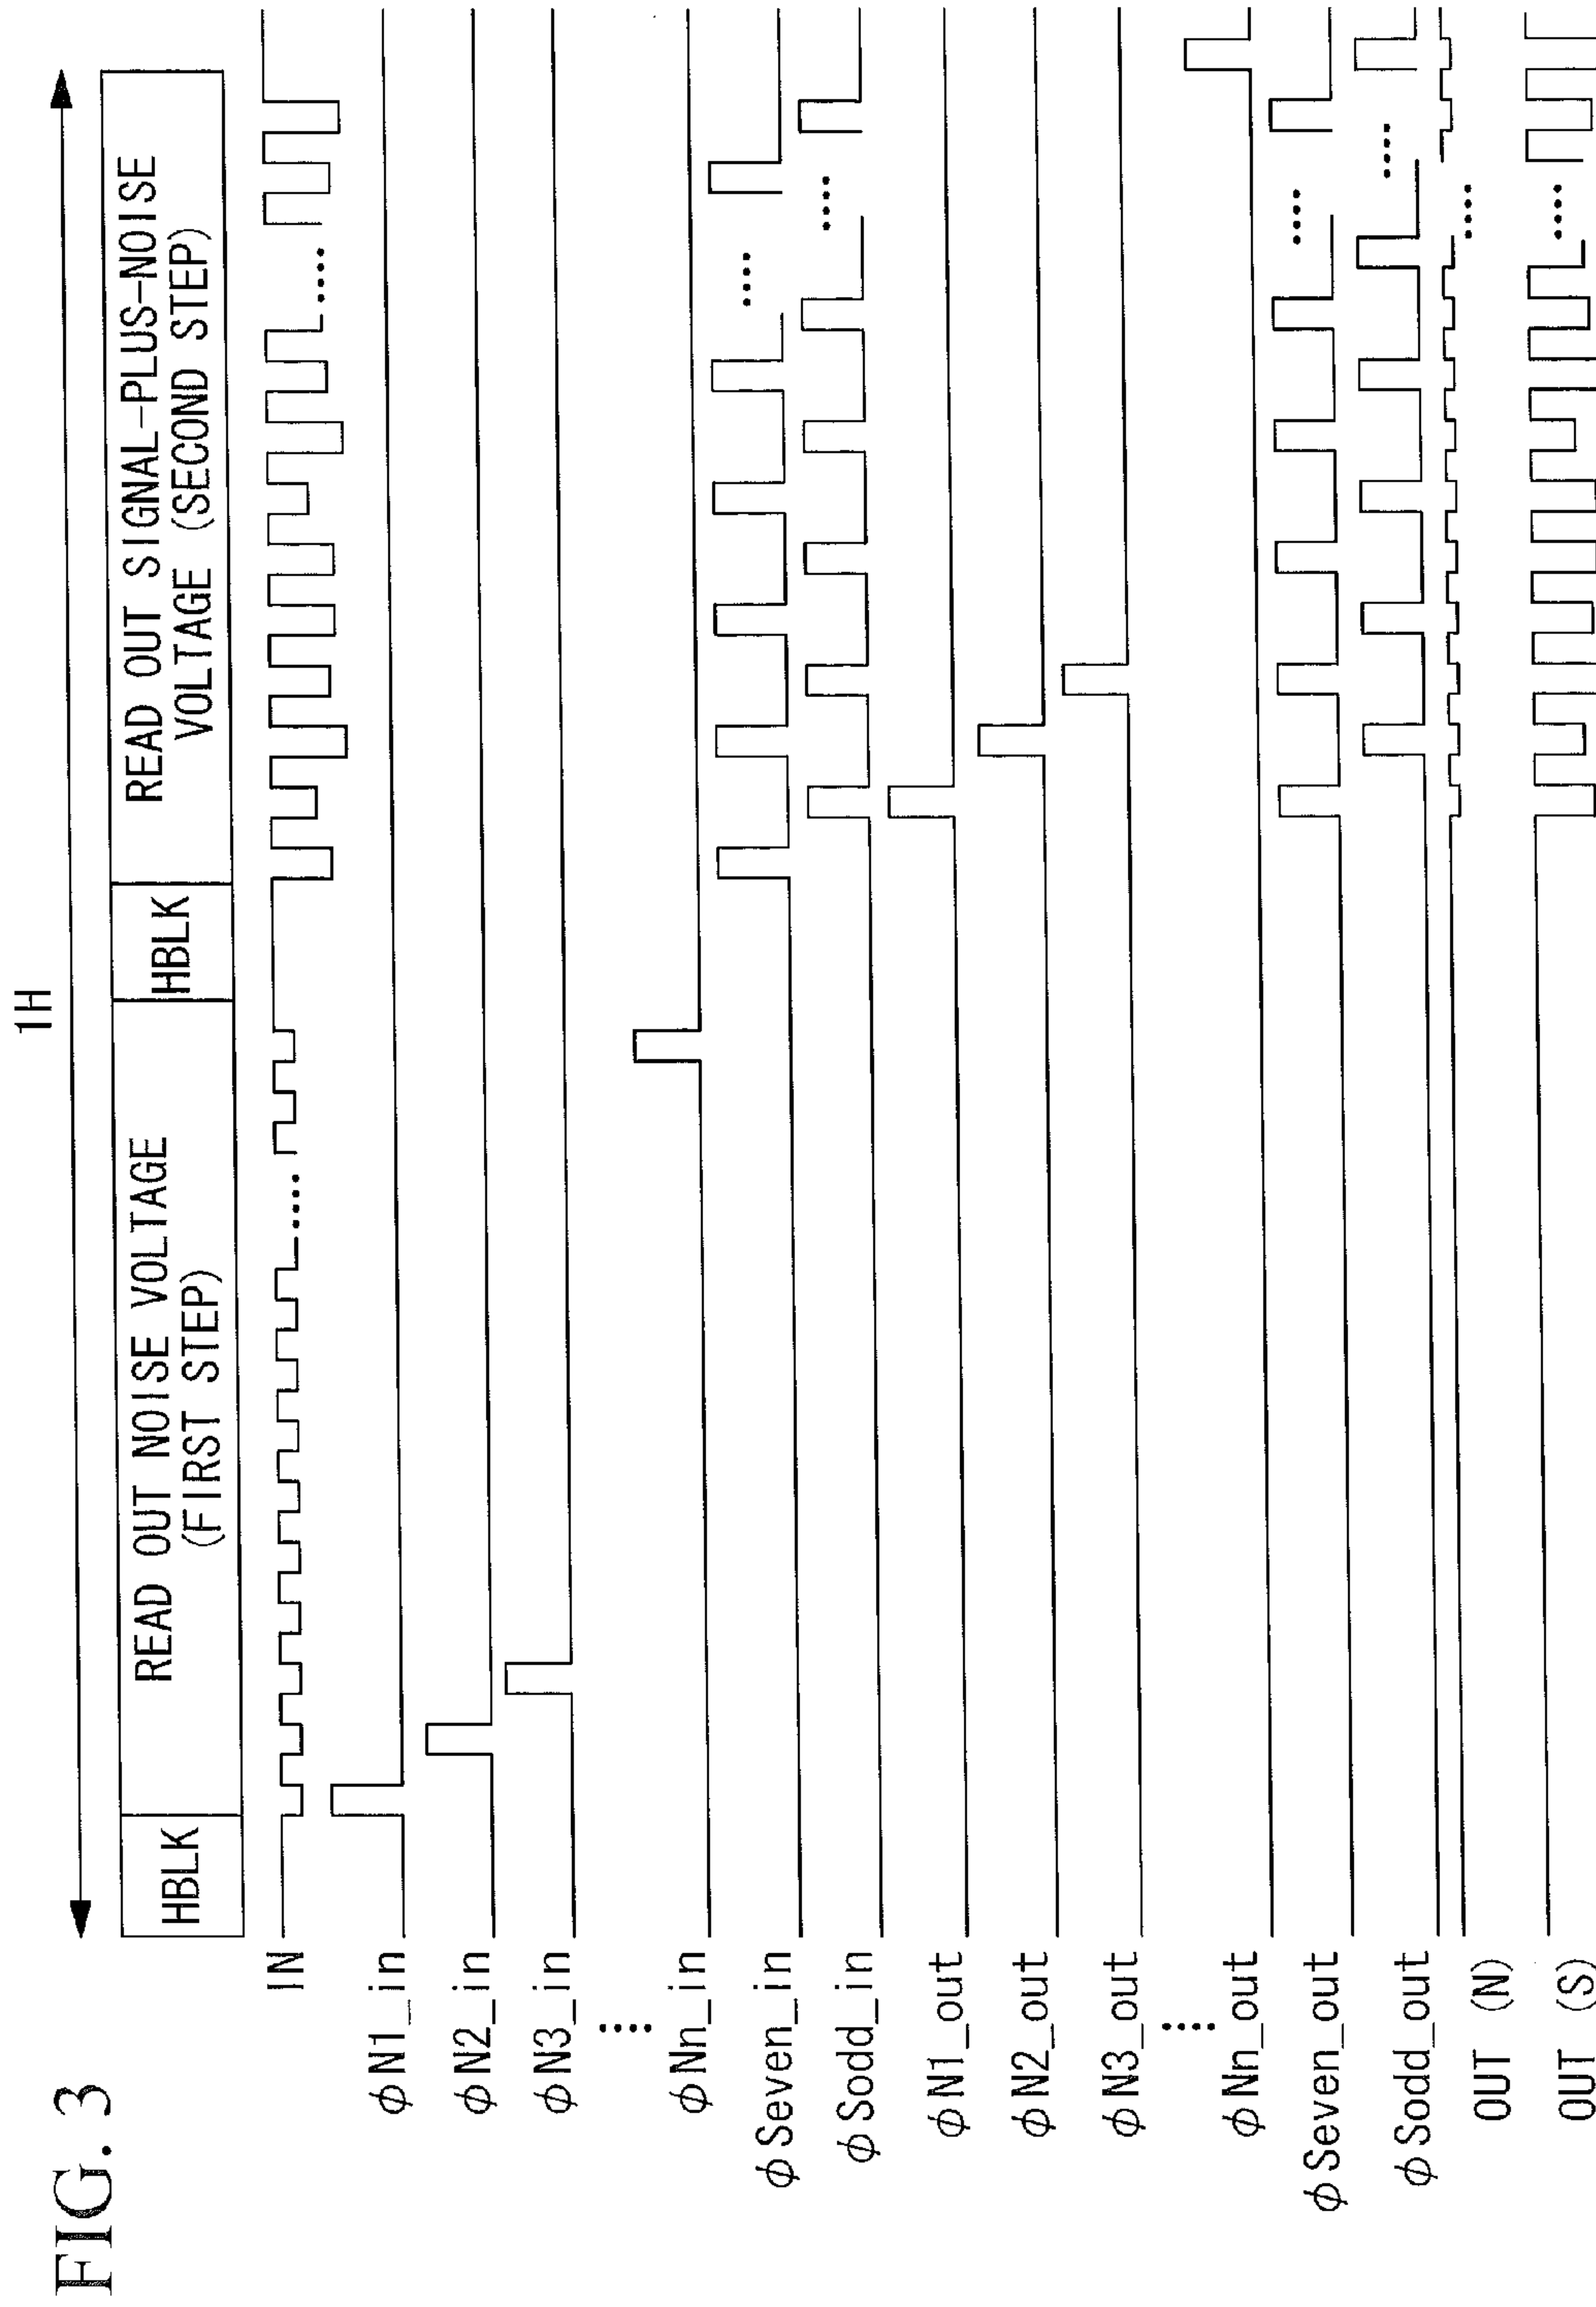 FIG. 3
1H
HBLK
READ OUT NOISE VOLTAGE
(FIRST STEP)
HBLK
READ OUT SIGNAL-PLUS-NOISE
VOLTAGE (SECOND STEP)
IN
ϕN1_in
ϕN2_in
ϕN3_in
ϕNn_in
ϕSeven_in
ϕSodd_in
ϕN1_out
ϕN2_out
ϕN3_out
ϕNn_out
ϕSeven_out
ϕSodd_out
OUT (N)
OUT (S)